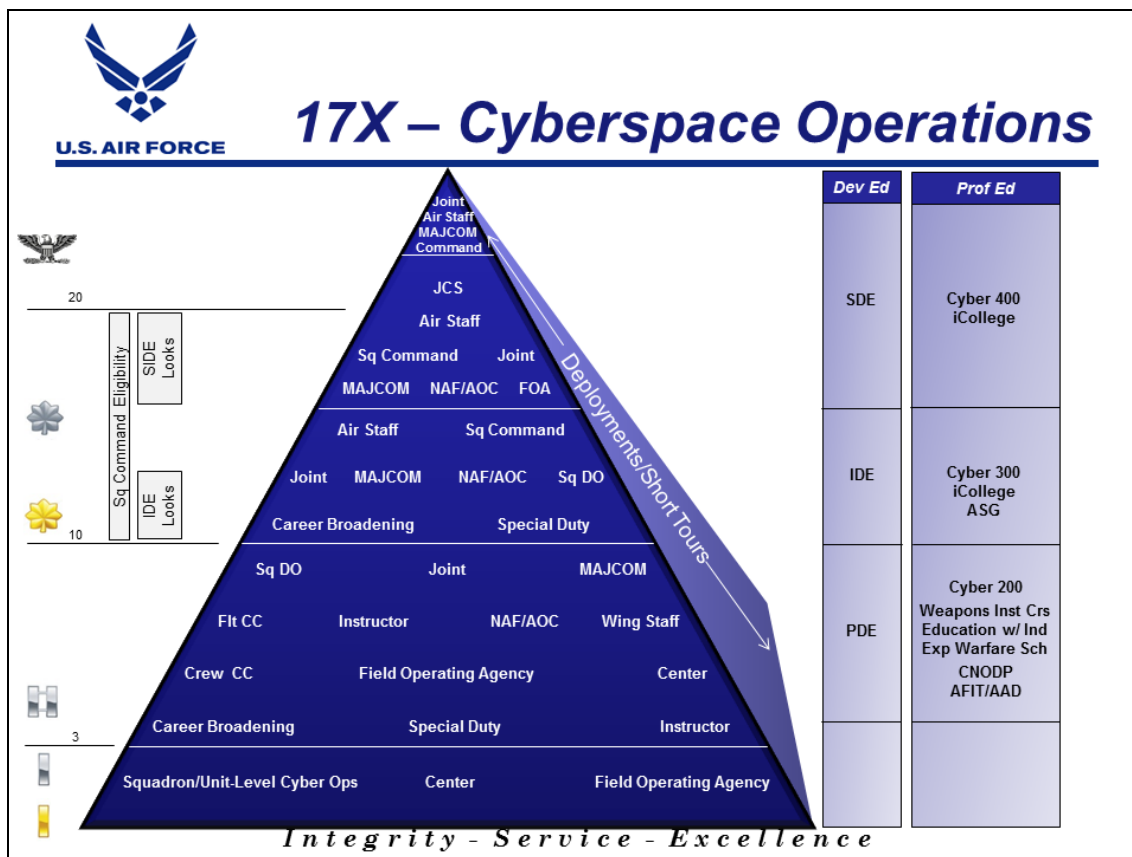 U.S. AIR FORCE
17X – Cyberspace Operations
Dev Ed
Prof Ed
Joint
Air Staff
MAJCOM
Command
20
JCS
Air Staff
Sq Command Joint
MAJCOM NAF/AOC FOA
SDE
Cyber 400
iCollege
Sq Command Eligibility
SIDE
Looks
IDE
Looks
Air Staff Sq Command
Joint MAJCOM NAF/AOC Sq DO
Career Broadening Special Duty
Deployments/Short Tours
IDE
Cyber 300
iCollege
ASG
10
Sq DO Joint MAJCOM
Flt CC Instructor NAF/AOC Wing Staff
Crew CC Field Operating Agency Center
Career Broadening Special Duty Instructor
PDE
Cyber 200
Weapons Inst Crs
Education w/ Ind
Exp Warfare Sch
CNODP
AFIT/AAD
3
Squadron/Unit-Level Cyber Ops Center Field Operating Agency
Integrity - Service - Excellence